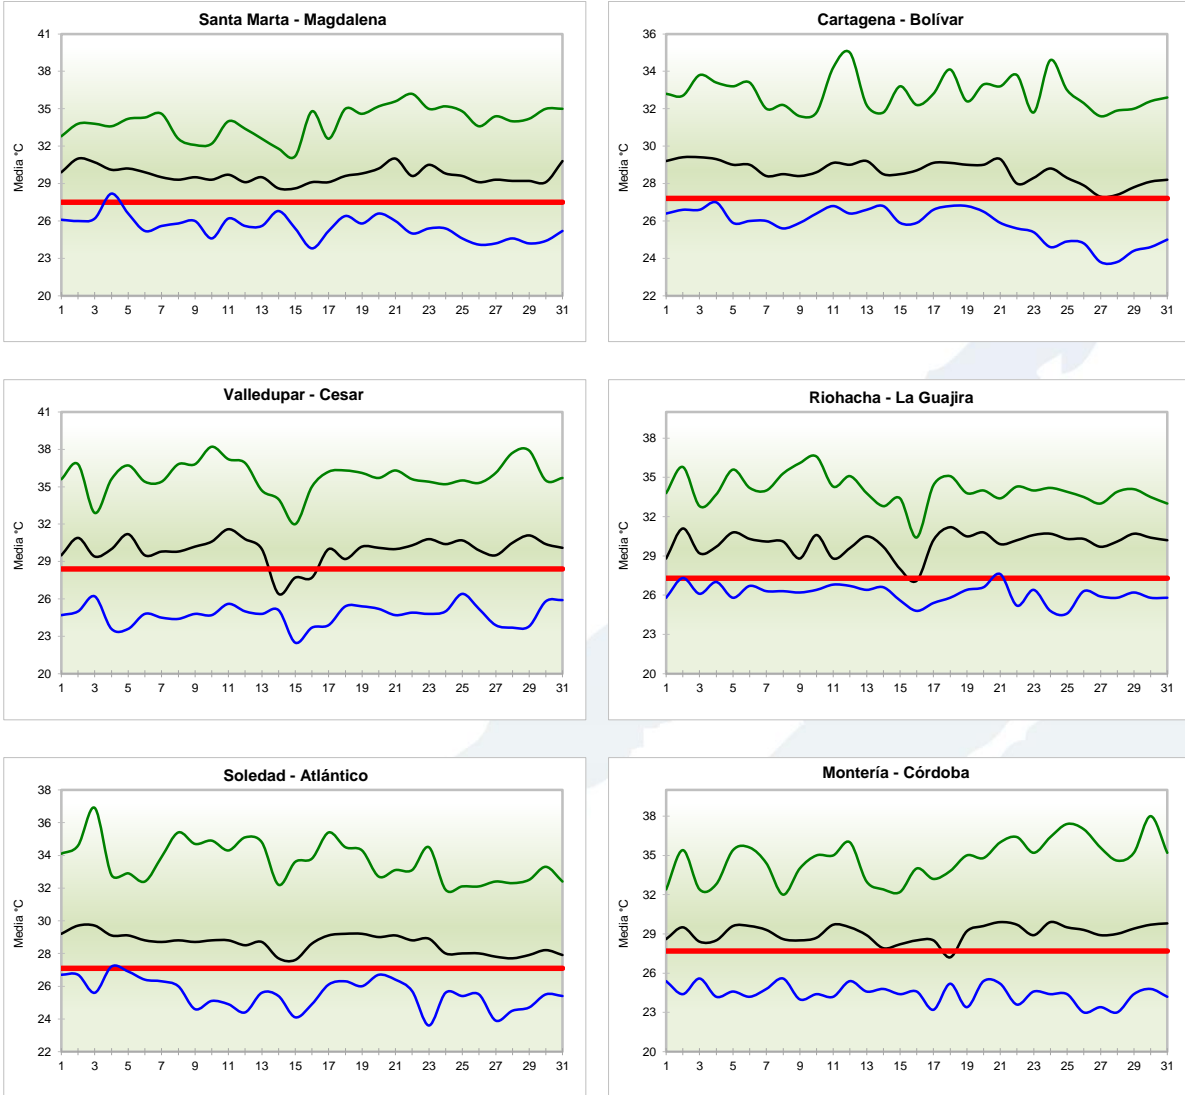 Santa Marta - Magdalena
41
38
35
32
29
26
23
20
Media °C
1 3 5 7 9 11 13 15 17 19 21 23 25 27 29 31
Cartagena - Bolívar
36
34
32
30
28
26
24
22
Media °C
1 3 5 7 9 11 13 15 17 19 21 23 25 27 29 31
Valledupar - Cesar
41
38
35
32
29
26
23
20
Media °C
1 3 5 7 9 11 13 15 17 19 21 23 25 27 29 31
Riohacha - La Guajira
38
35
32
29
26
23
20
Media °C
1 3 5 7 9 11 13 15 17 19 21 23 25 27 29 31
Soledad - Atlántico
38
36
34
32
30
28
26
24
22
Media °C
1 3 5 7 9 11 13 15 17 19 21 23 25 27 29 31
Montería - Córdoba
38
35
32
29
26
23
20
Media °C
1 3 5 7 9 11 13 15 17 19 21 23 25 27 29 31